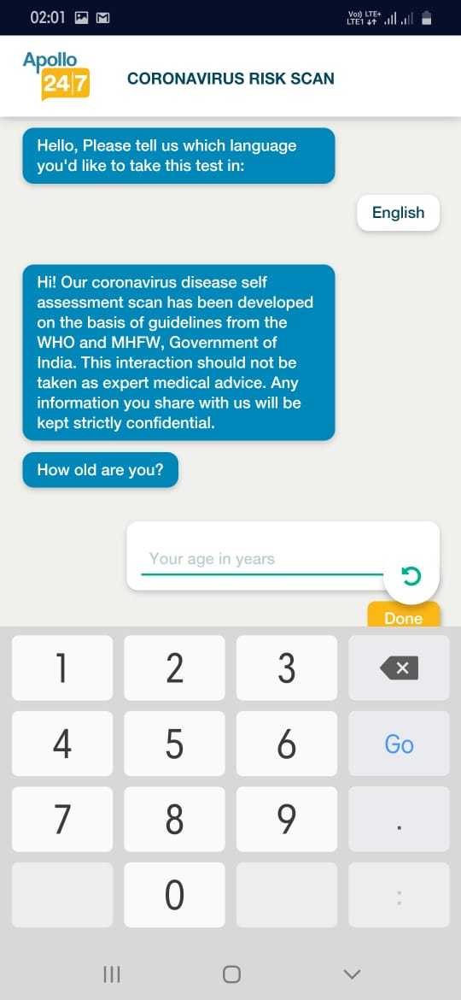 02:01
Vo)) LTE+
LTE1
Apollo
24|7
CORONAVIRUS RISK SCAN
Hello, Please tell us which language
you'd like to take this test in:
English
Hi! Our coronavirus disease self
assessment scan has been developed
on the basis of guidelines from the
WHO and MHFW, Government of
India. This interaction should not be
taken as expert medical advice. Any
information you share with us will be
kept strictly confidential.
How old are you?
Your age in years
Done
1 2 3
4 5 6 Go
7 8 9 .
0 :